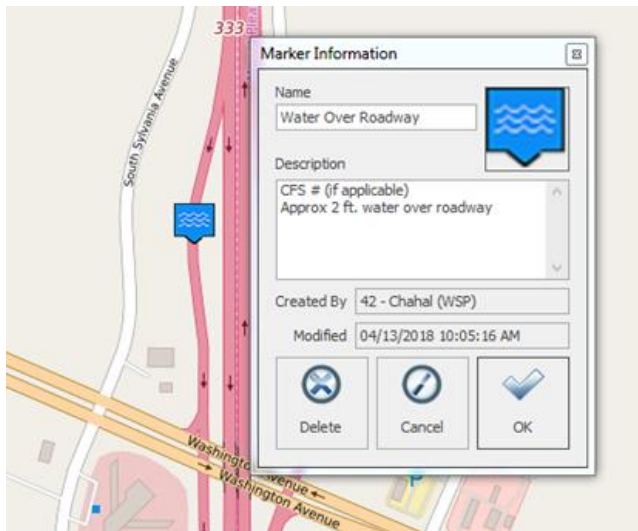 333
Plea
South Sylvania Avenue
Marker Information
Name
Water Over Roadway
Description
CFS # (if applicable)
Approx 2 ft. water over roadway
Created By 42 - Chahal (WSP)
Modified 04/13/2018 10:05:16 AM
Delete Cancel OK
Washington Avenue
Washington Avenue
P